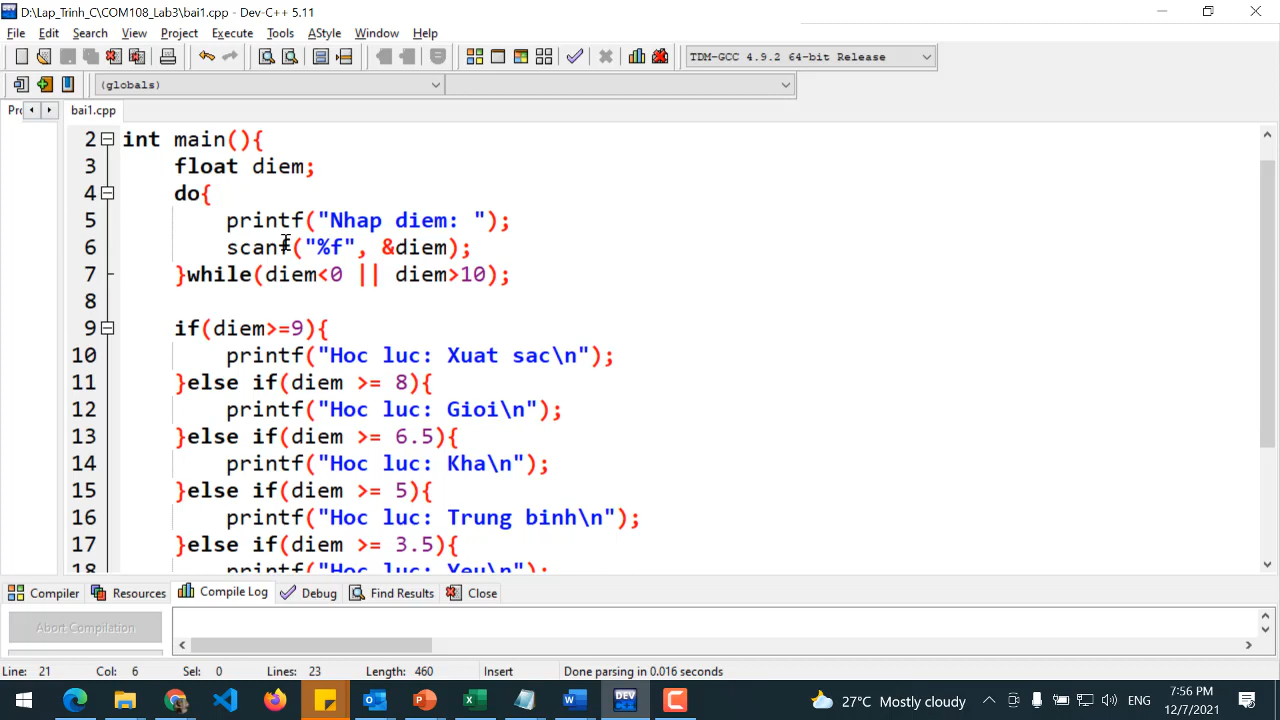 D:\Lap_Trinh_C\COM108_Lab3\bai1.cpp - Dev-C++ 5.11
File Edit Search View Project Execute Tools AStyle Window Help
TDM-GCC 4.9.2 64-bit Release
(globals)
Prc bai1.cpp
2 int main(){
3 float diem;
4 do{
5 printf("Nhap diem: ");
6 scanf("%f", &diem);
7 }while(diem<0 || diem>10);
8
9 if(diem>=9){
10 printf("Hoc luc: Xuat sac\n");
11 }else if(diem >= 8){
12 printf("Hoc luc: Gioi\n");
13 }else if(diem >= 6.5){
14 printf("Hoc luc: Kha\n");
15 }else if(diem >= 5){
16 printf("Hoc luc: Trung binh\n");
17 }else if(diem >= 3.5){
18 printf("Hoc luc: Yeu\n");
Compiler Resources Compile Log Debug Find Results Close
Abort Compilation
Line: 21 Col: 6 Sel: 0 Lines: 23 Length: 460 Insert Done parsing in 0.016 seconds
27°C Mostly cloudy ENG 7:56 PM
12/7/2021